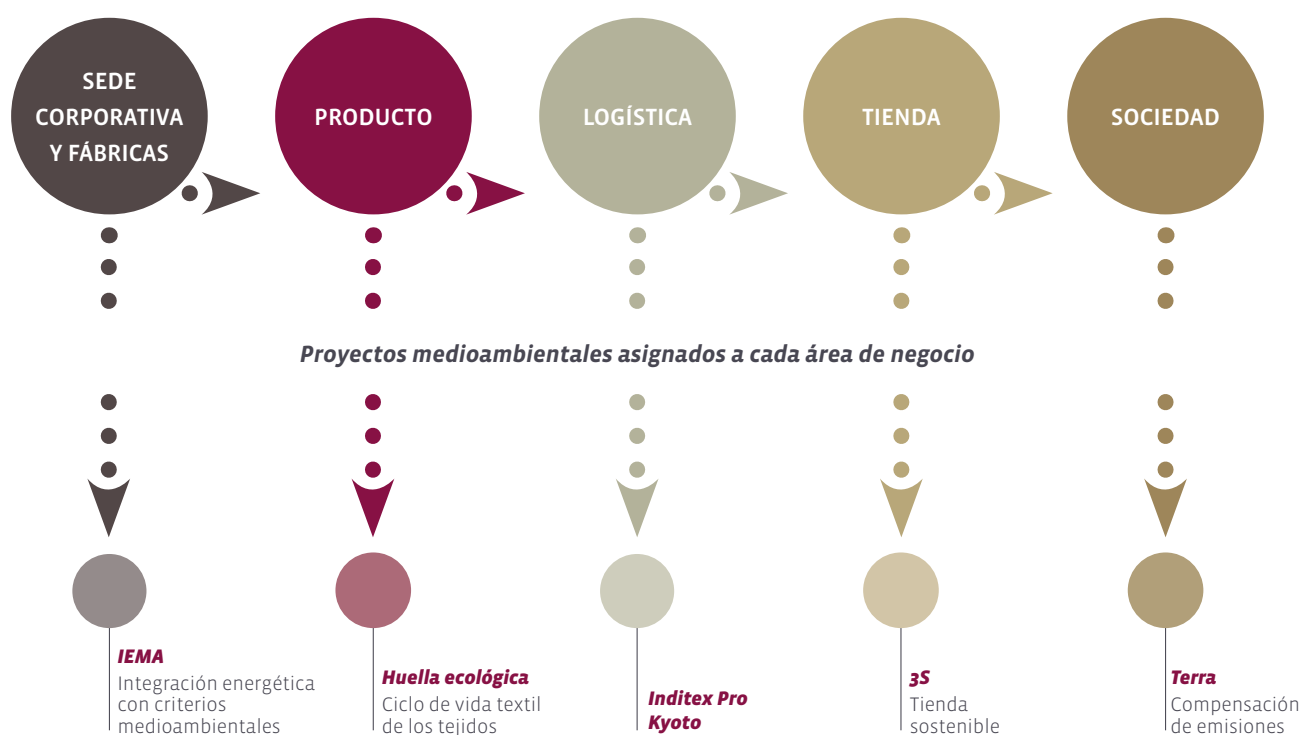 SEDE
CORPORATIVA
Y FÁBRICAS
PRODUCTO
LOGÍSTICA
TIENDA
SOCIEDAD
Proyectos medioambientales asignados a cada área de negocio
IEMA
Integración energética
con criterios
medioambientales
Huella ecológica
Ciclo de vida textil
de los tejidos
Inditex Pro
Kyoto
3S
Tienda
sostenible
Terra
Compensación
de emisiones